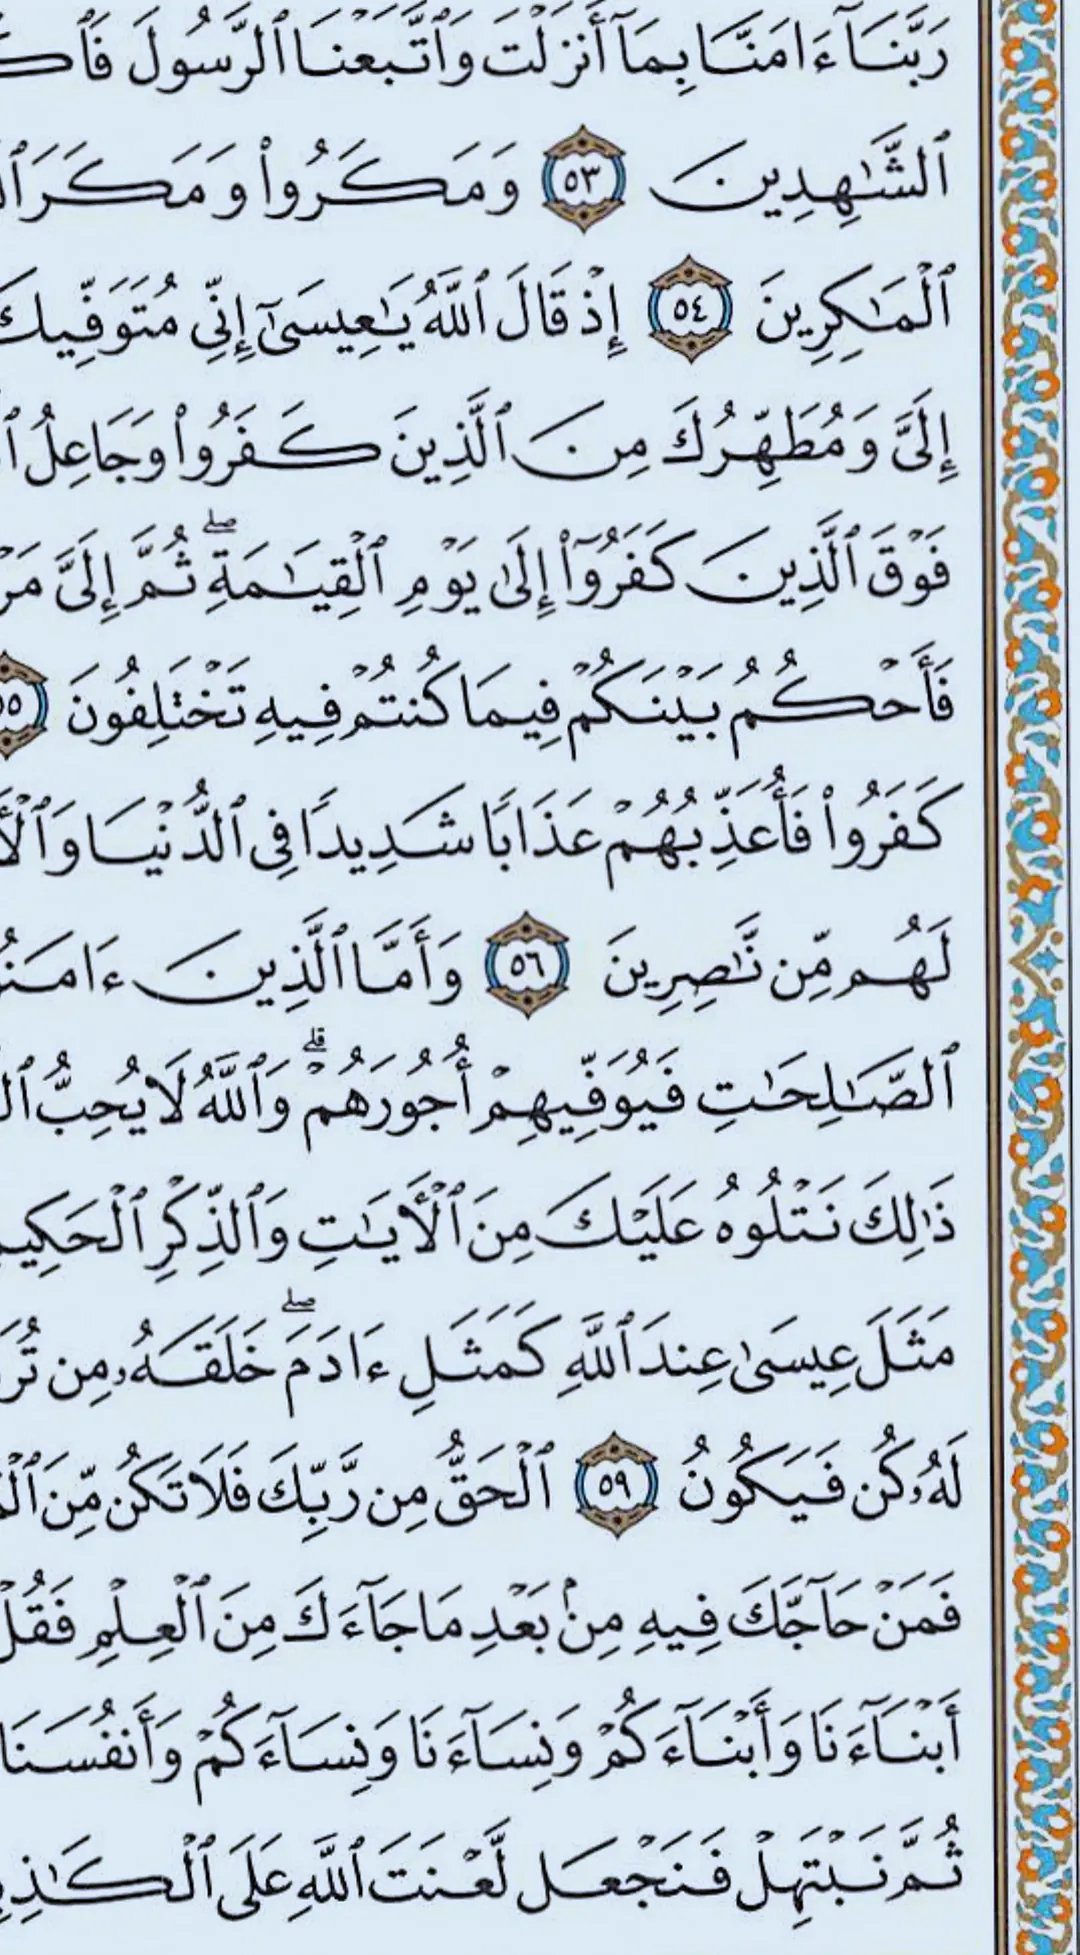 رَبَّنَآ ءَامَنَّا بِمَآ أَنزَلْتَ وَٱتَّبَعْنَا ٱلرَّسُولَ
ٱلشَّٰهِدِينَ ٥٣ وَمَكَرُوا۟ وَمَكَرَ
ٱلْمَٰكِرِينَ ٥٤ إِذْ قَالَ ٱللَّهُ يَٰعِيسَىٰٓ إِنِّى مُتَوَفِّيكَ
إِلَىَّ وَمُطَهِّرُكَ مِنَ ٱلَّذِينَ كَفَرُوا۟ وَجَاعِلُ
فَوْقَ ٱلَّذِينَ كَفَرُوٓا۟ إِلَىٰ يَوْمِ ٱلْقِيَٰمَةِ ۖ ثُمَّ إِلَىَّ
فَأَحْكُمُ بَيْنَكُمْ فِيمَا كُنتُمْ فِيهِ تَخْتَلِفُونَ
كَفَرُوا۟ فَأُعَذِّبُهُمْ عَذَابًا شَدِيدًا فِى ٱلدُّنْيَا
لَهُم مِّن نَّٰصِرِينَ ٥٦ وَأَمَّا ٱلَّذِينَ
ٱلصَّٰلِحَٰتِ فَيُوَفِّيهِمْ أُجُورَهُمْ ۗ وَٱللَّهُ لَا يُحِبُّ
ذَٰلِكَ نَتْلُوهُ عَلَيْكَ مِنَ ٱلْءَايَٰتِ وَٱلذِّكْرِ
مَثَلَ عِيسَىٰ عِندَ ٱللَّهِ كَمَثَلِ ءَادَمَ ۖ خَلَقَهُۥ مِن
لَهُۥ كُن فَيَكُونُ ٥٩ ٱلْحَقُّ مِن رَّبِّكَ فَلَا تَكُن مِّنَ
فَمَنْ حَآجَّكَ فِيهِ مِنۢ بَعْدِ مَا جَآءَكَ مِنَ ٱلْعِلْمِ فَقُلْ
أَبْنَآءَنَا وَأَبْنَآءَكُمْ وَنِسَآءَنَا وَنِسَآءَكُمْ وَأَنفُسَنَا
ثُمَّ نَبْتَهِلْ فَنَجْعَل لَّعْنَتَ ٱللَّهِ عَلَى